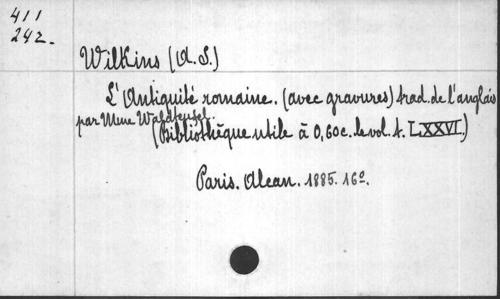 411
242.
Wilkins (A.S.)
L'Antiquité romaine. (avec gravures) trad. de l'anglais
par Mme Waldteufel.
(Bibliothèque utile à 0,60c. le vol. t. LXXVI.)
Paris. Alcan. 1885. 16º.